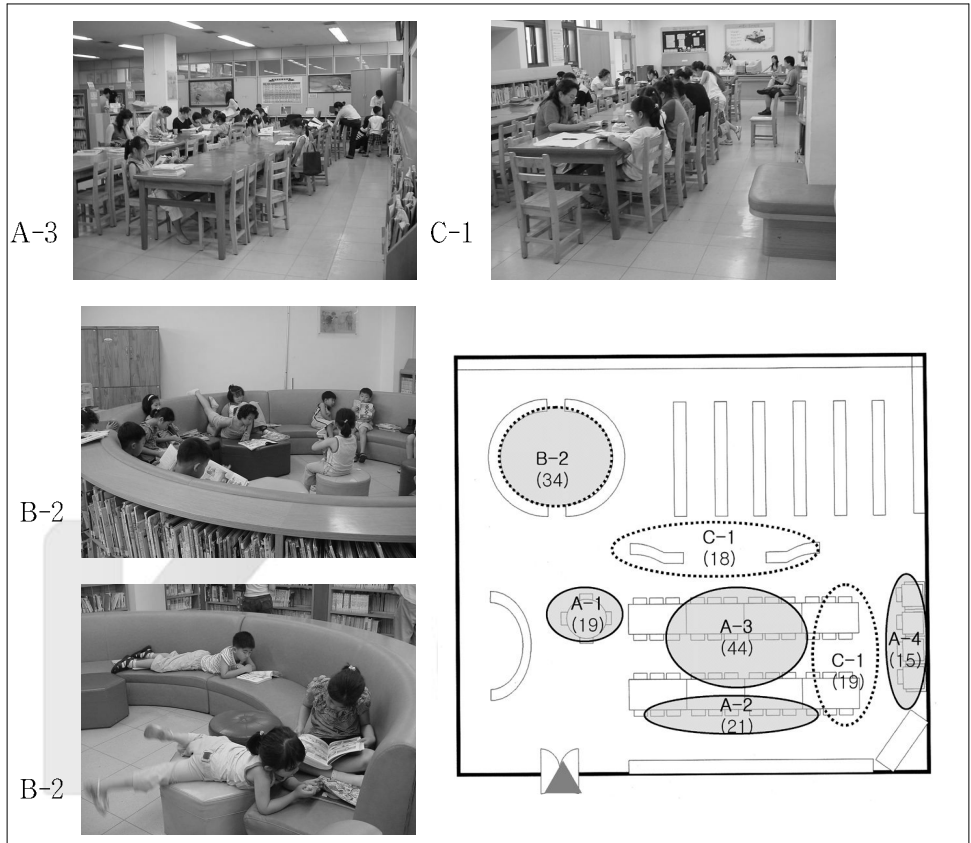 A-3
C-1
B-2
B-2
B-2
(34)
C-1
(18)
A-1
(19)
A-3
(44)
C-1
(19)
A-4
(15)
A-2
(21)